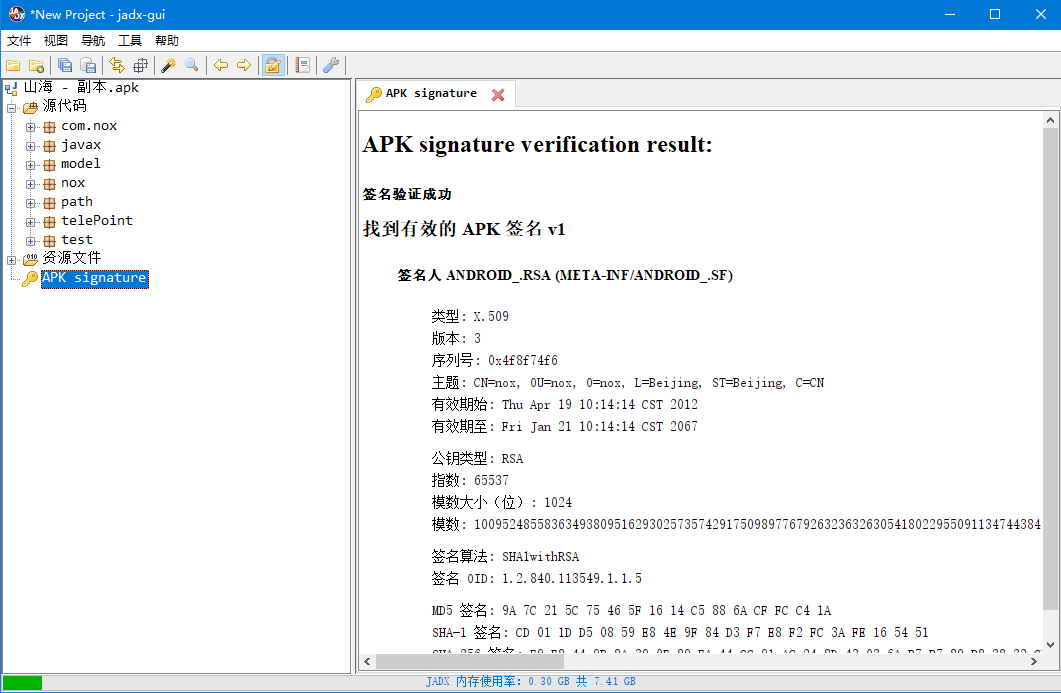 *New Project - jadx-gui
文件 视图 导航 工具 帮助
山海 - 副本.apk
源代码
com.nox
javax
model
nox
path
telePoint
test
资源文件
APK signature
APK signature
APK signature verification result:
签名验证成功
找到有效的 APK 签名 v1
签名人 ANDROID_.RSA (META-INF/ANDROID_.SF)
类型: X.509
版本: 3
序列号: 0x4f8f74f6
主题: CN=nox, OU=nox, O=nox, L=Beijing, ST=Beijing, C=CN
有效期始: Thu Apr 19 10:14:14 CST 2012
有效期至: Fri Jan 21 10:14:14 CST 2067
公钥类型: RSA
指数: 65537
模数大小（位）: 1024
模数: 10095248558363493809516293025735742917509897767926323632630541802295509113474438​4
签名算法: SHA1withRSA
签名 OID: 1.2.840.113549.1.1.5
MD5 签名: 9A 7C 21 5C 75 46 5F 16 14 C5 88 6A CF FC C4 1A
SHA-1 签名: CD 01 1D D5 08 59 E8 4E 9F 84 D3 F7 E8 F2 FC 3A FE 16 54 51
SHA-256 签名:
JADX 内存使用率: 0.30 GB 共 7.41 GB